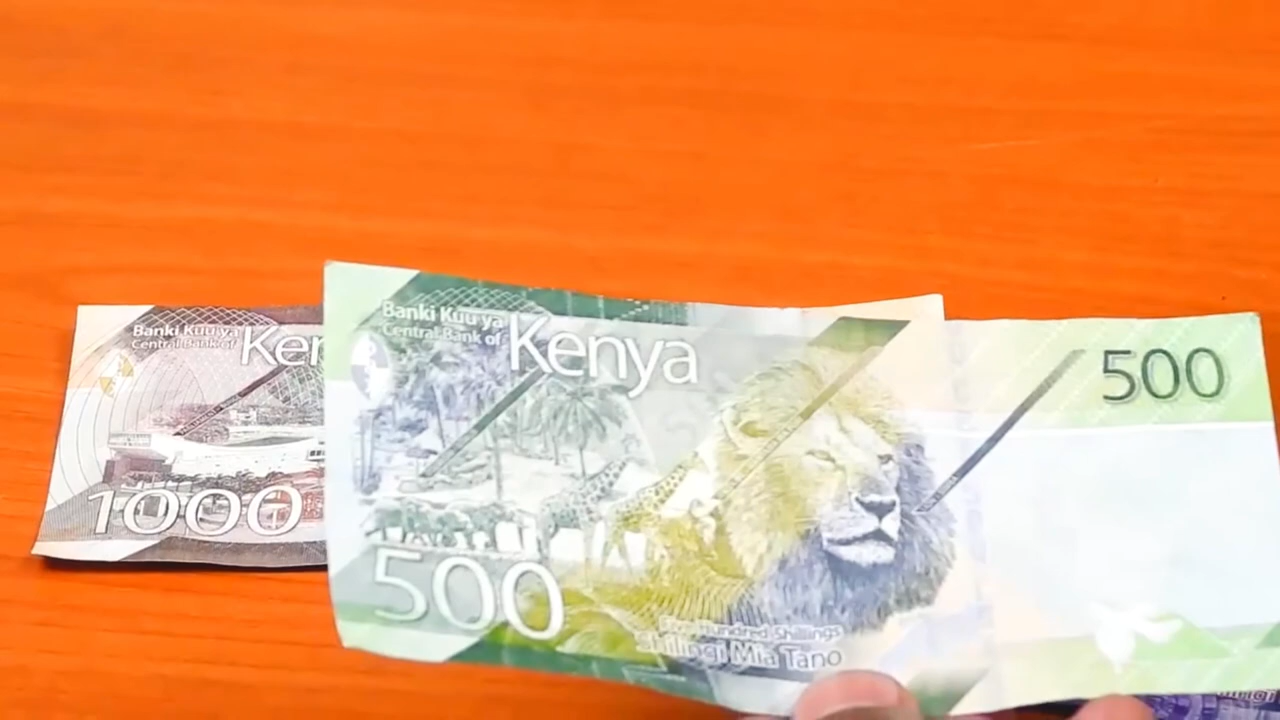 Banki Kuu ya
Central Bank of
Ken
1000
Banki Kuu ya
Central Bank of
Kenya
500
500
Five Hundred Shillings
Shilingi Mia Tano